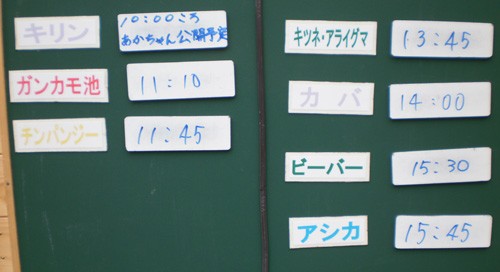 キリン
10:00ころ
あかちゃん公開予定
ガンカモ池
11:10
チンパンジー
11:45
キツネ・アライグマ
13:45
カバ
14:00
ビーバー
15:30
アシカ
15:45